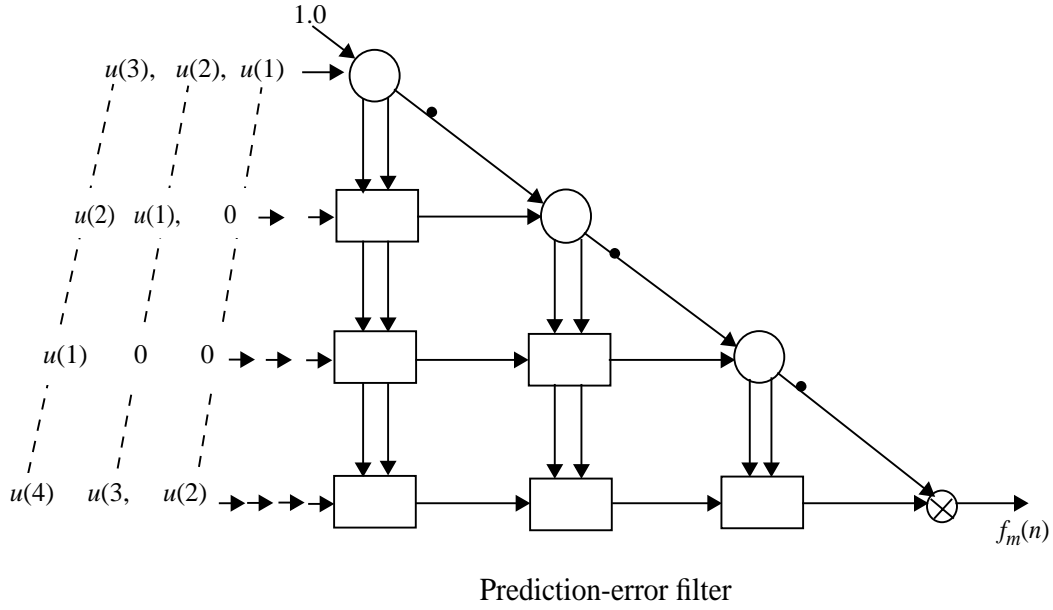 1.0
u(3), u(2), u(1)
u(2) u(1), 0
u(1) 0 0
u(4) u(3, u(2)
f_m(n)
Prediction-error filter